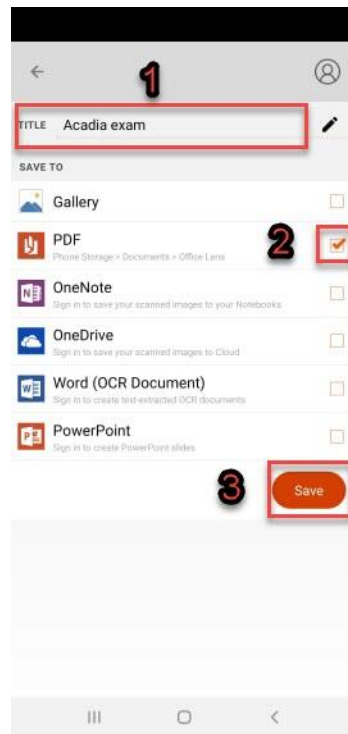 1
TITLE Acadia exam
SAVE TO
Gallery
PDF
2
Phone Storage > Documents > Office Lens
OneNote
Sign in to save your scanned images to your Notebooks
OneDrive
Sign in to save your scanned images to Cloud
Word (OCR Document)
Sign in to create text-extracted OCR documents
PowerPoint
Sign in to create PowerPoint slides
3
Save